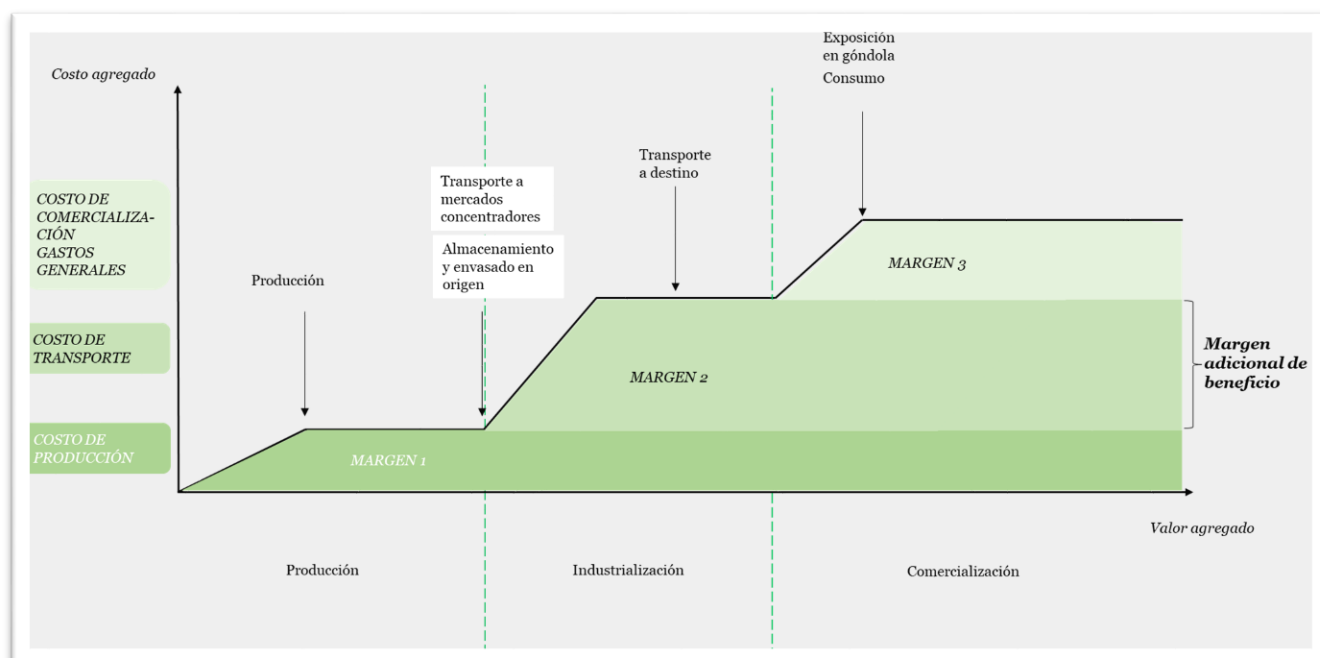 Exposición
en góndola
Consumo
Costo agregado
Transporte
a destino
Transporte a
mercados
concentradores
COSTO DE
COMERCIALIZA-
CIÓN
GASTOS
GENERALES
Almacenamiento
y envasado en
origen
Producción
MARGEN 3
COSTO DE
TRANSPORTE
MARGEN 2
Margen
adicional de
beneficio
COSTO DE
PRODUCCIÓN
MARGEN 1
Valor agregado
Producción
Industrialización
Comercialización